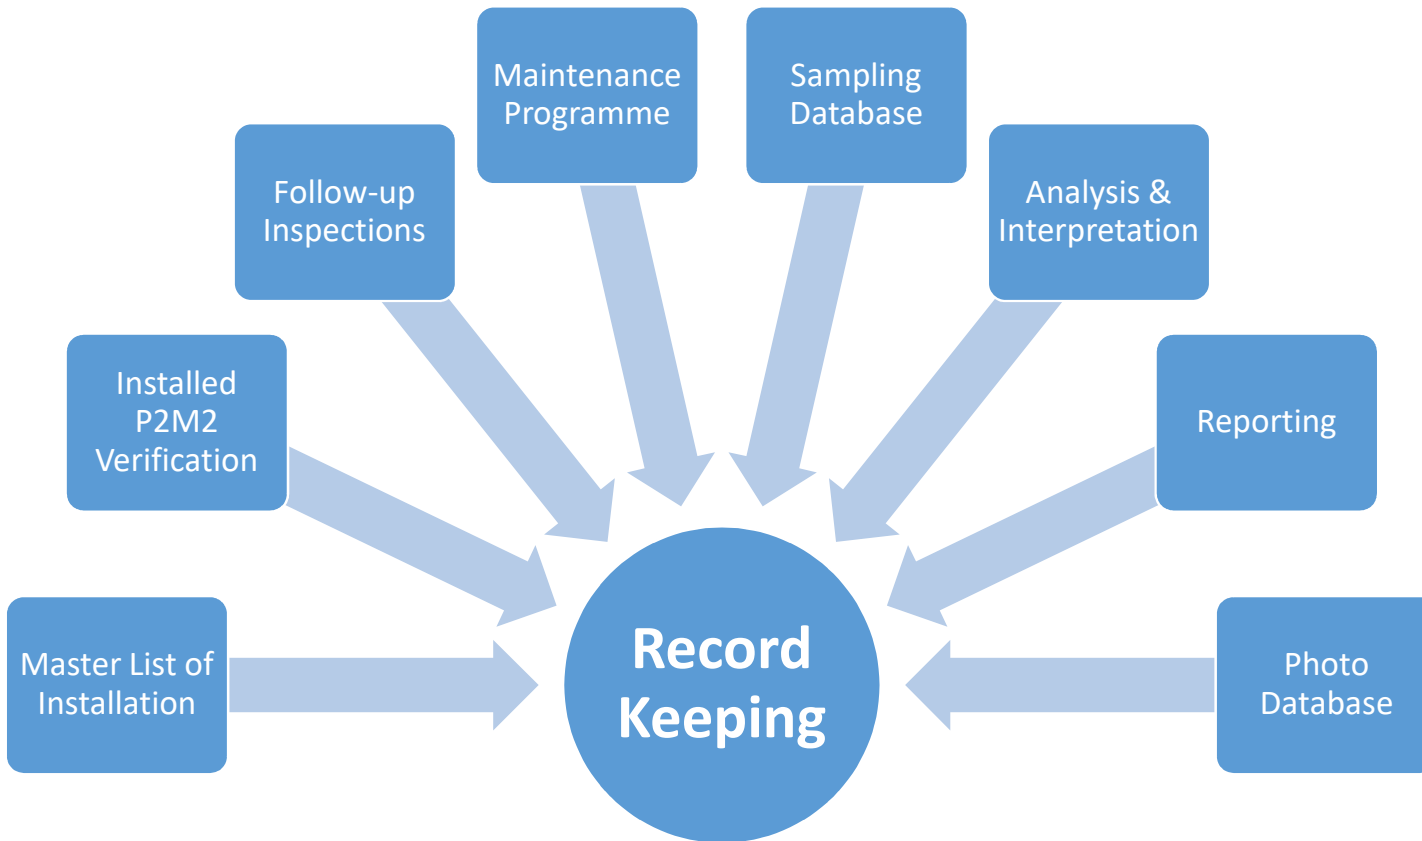 Maintenance
Programme
Sampling
Database
Follow-up
Inspections
Analysis &
Interpretation
Installed
P2M2
Verification
Reporting
Master List of
Installation
Record
Keeping
Photo
Database